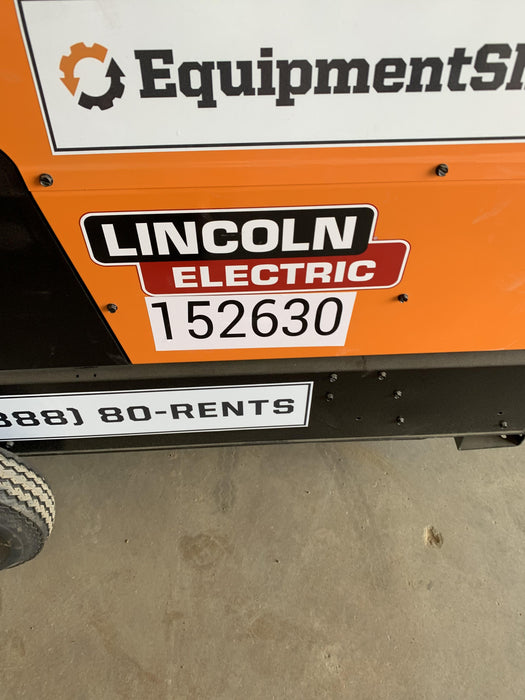 EquipmentSh
LINCOLN
ELECTRIC
152630
888) 80-RENTS